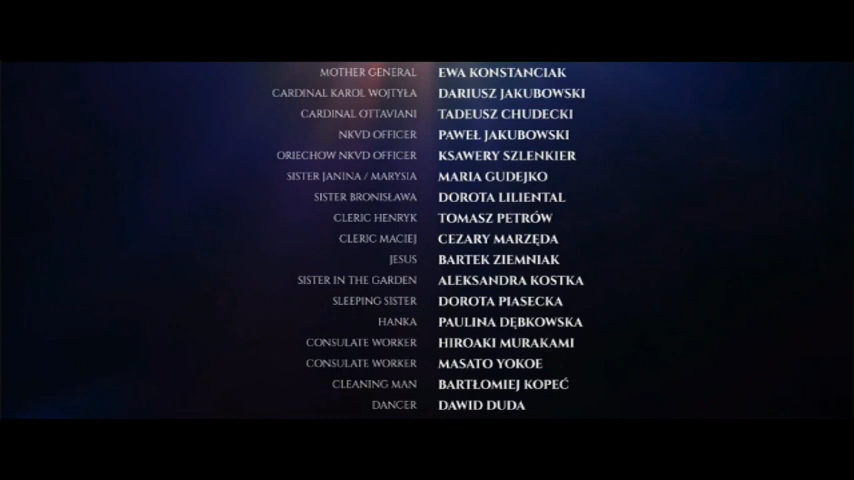 MOTHER GENERAL EWA KONSTANCIAK
CARDINAL KAROL WOJTYŁA DARIUSZ JAKUBOWSKI
CARDINAL OTTAVIANI TADEUSZ CHUDECKI
NKVD OFFICER PAWEŁ JAKUBOWSKI
ORIECHOW NKVD OFFICER KSAWERY SZLENKIER
SISTER JANINA / MARYSIA MARIA GUDEJKO
SISTER BRONISŁAWA DOROTA LILIENTAL
CLERIC HENRYK TOMASZ PETRÓW
CLERIC MACIEJ CEZARY MARZĘDA
JESUS BARTEK ZIEMNIAK
SISTER IN THE GARDEN ALEKSANDRA KOSTKA
SLEEPING SISTER DOROTA PIASECKA
HANKA PAULINA DĘBKOWSKA
CONSULATE WORKER HIROAKI MURAKAMI
CONSULATE WORKER MASATO YOKOE
CLEANING MAN BARTŁOMIEJ KOPEĆ
DANCER DAWID DUDA